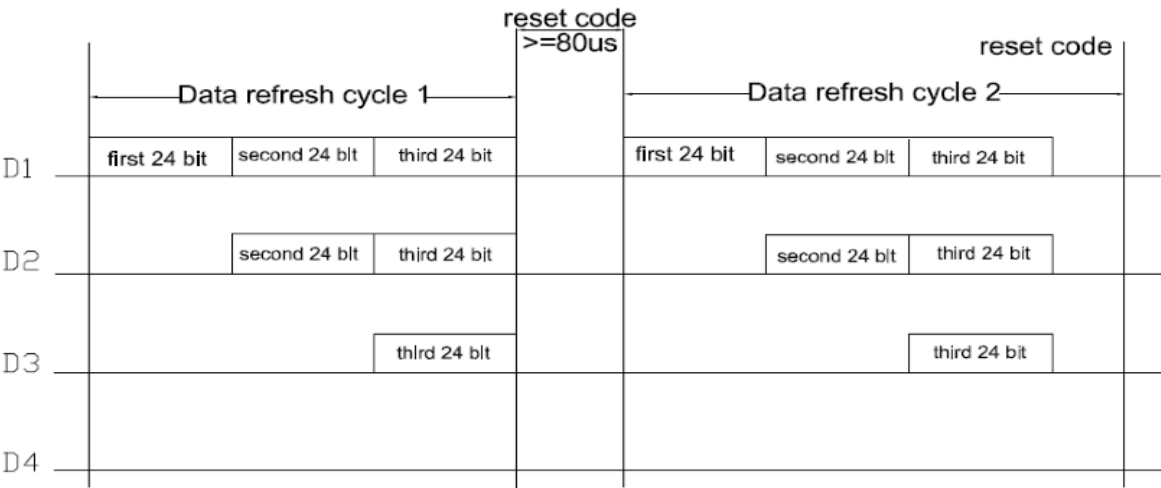 reset code
>=80us
reset code
Data refresh cycle 1
Data refresh cycle 2
D1 first 24 bit second 24 blt third 24 bit first 24 bit second 24 blt third 24 bit
D2 second 24 blt third 24 bit second 24 blt third 24 bit
D3 third 24 blt third 24 bit
D4